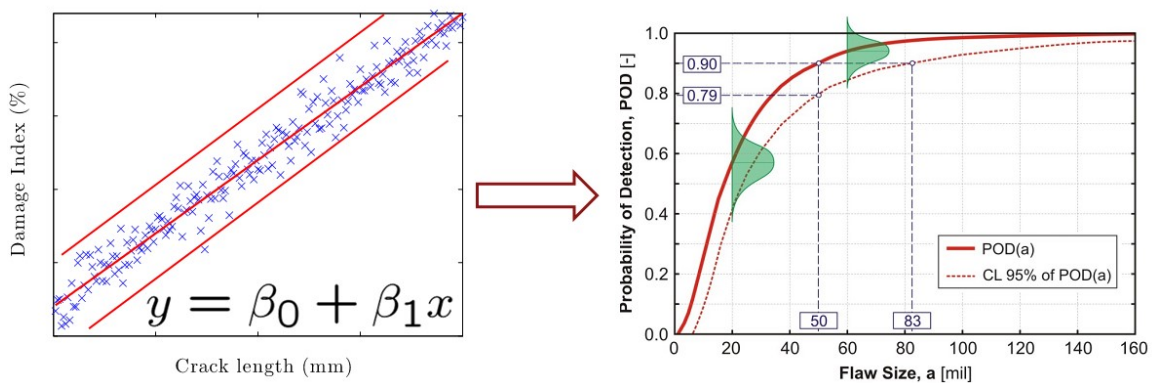 Damage Index (%)
y = β₀ + β₁x
Crack length (mm)
Probability of Detection, POD [-]
1.0
0.90
0.8
0.79
0.6
0.4
0.2
0.0
POD(a)
CL 95% of POD(a)
50
83
0
20
40
60
80
100
120
140
160
Flaw Size, a [mil]